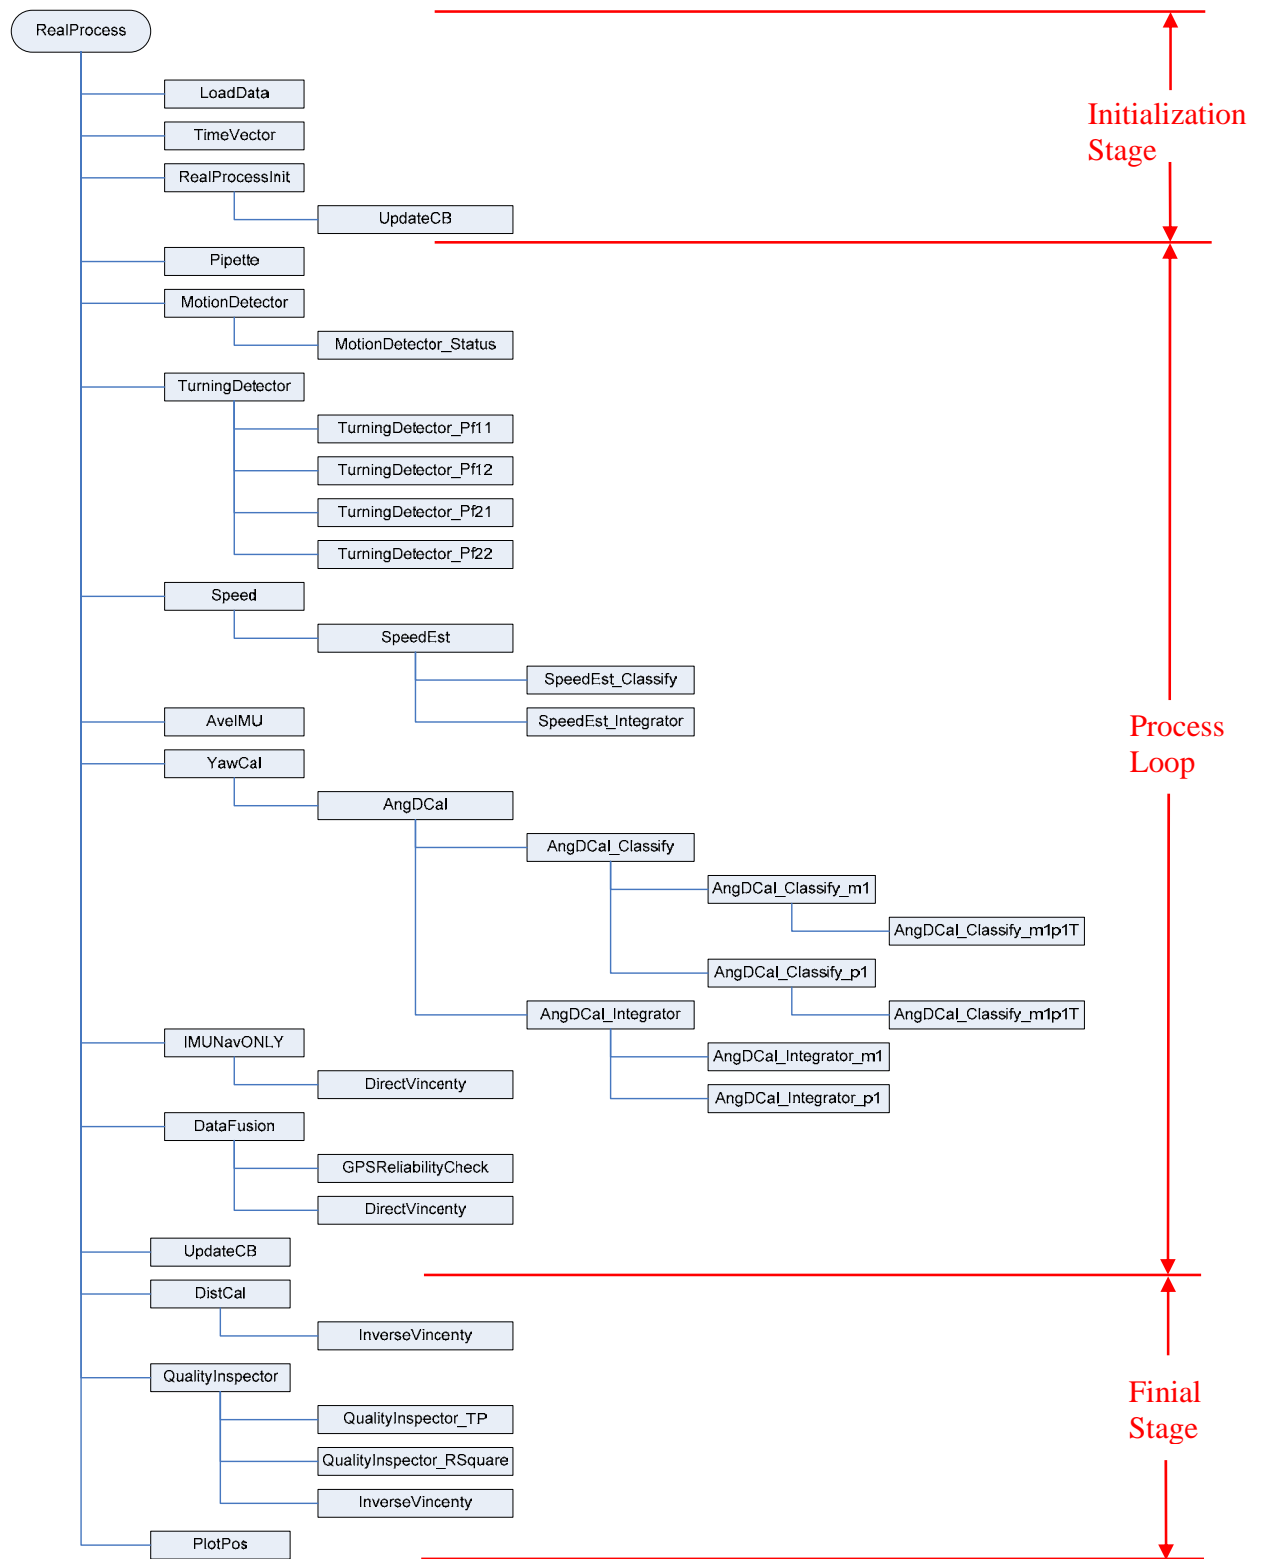 RealProcess
LoadData
Initialization
Stage
TimeVector
RealProcessInit
UpdateCB
Pipette
MotionDetector
MotionDetector_Status
TurningDetector
TurningDetector_Pf11
TurningDetector_Pf12
TurningDetector_Pf21
TurningDetector_Pf22
Speed
SpeedEst
SpeedEst_Classify
AveIMU
SpeedEst_Integrator
Process
Loop
YawCal
AngDCal
AngDCal_Classify
AngDCal_Classify_m1
AngDCal_Classify_m1p1T
AngDCal_Classify_p1
AngDCal_Integrator
AngDCal_Classify_m1p1T
IMUNavONLY
AngDCal_Integrator_m1
DirectVincenty
AngDCal_Integrator_p1
DataFusion
GPSReliabilityCheck
DirectVincenty
UpdateCB
DistCal
InverseVincenty
QualityInspector
Finial
Stage
QualityInspector_TP
QualityInspector_RSquare
InverseVincenty
PlotPos